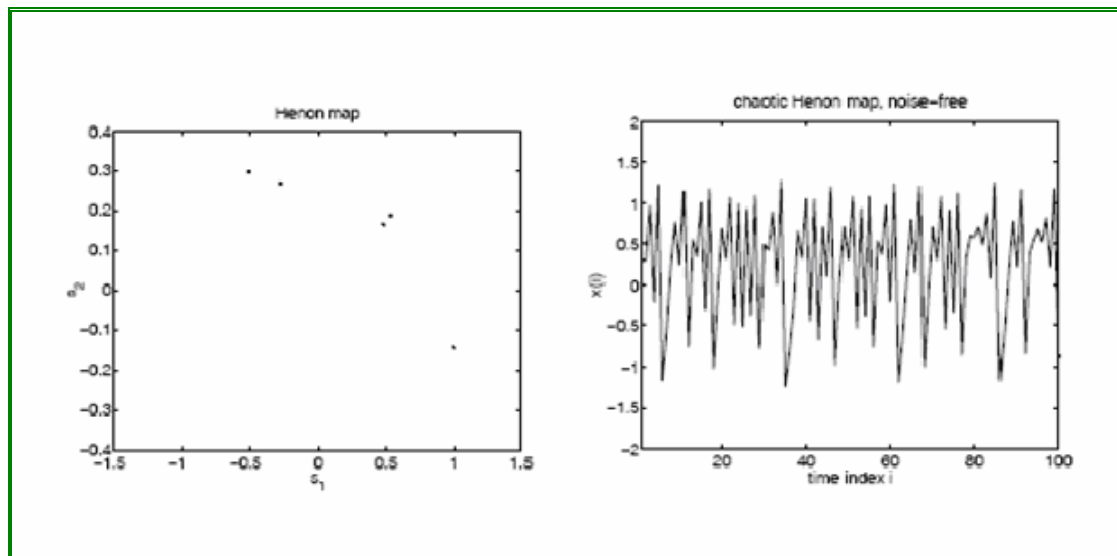 Henon map
0.4
0.3
0.2
0.1
0
−0.1
−0.2
−0.3
−0.4
s2
−1.5 −1 −0.5 0 0.5 1 1.5
s1
chaotic Henon map, noise−free
2
1.5
1
0.5
0
−0.5
−1
−1.5
−2
x(i)
20 40 60 80 100
time index i